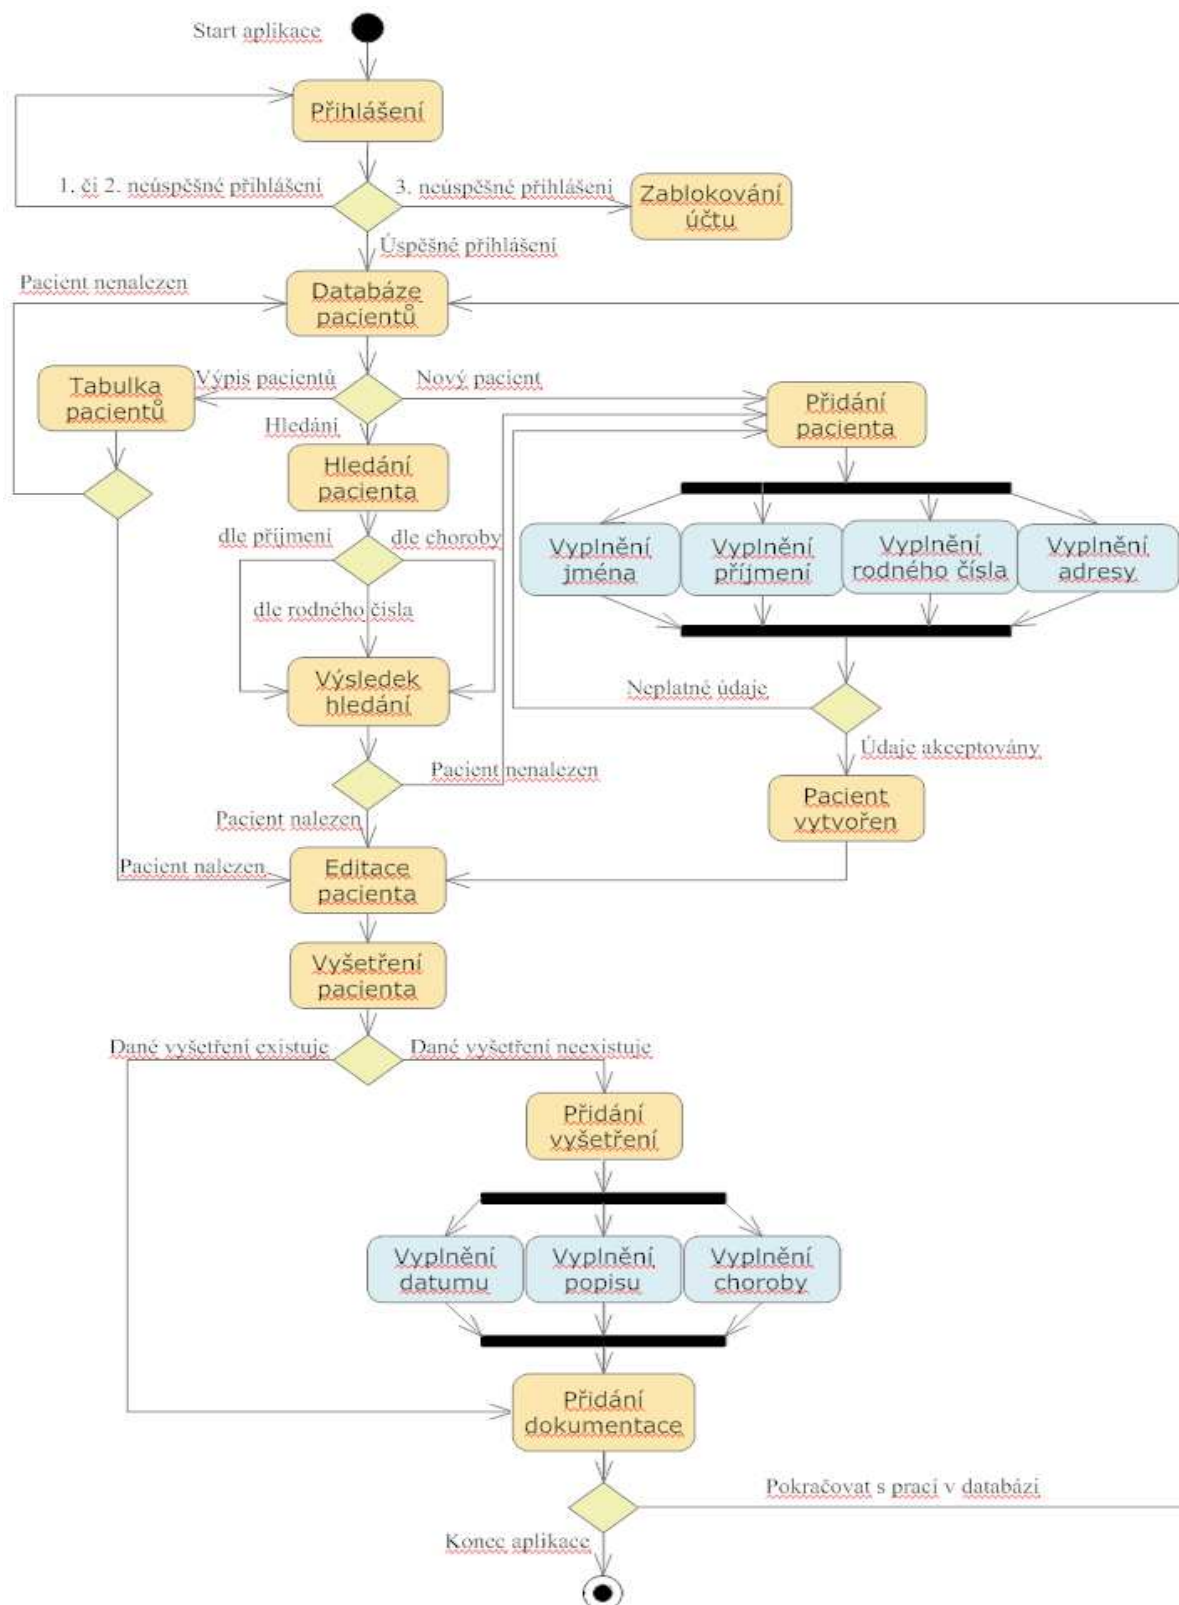 Start aplikace
Přihlášení
1. či 2. neúspěšné přihlášení
3. neúspěšné přihlášení
Zablokování
účtu
Úspěšné přihlášení
Pacient nenalezen
Databáze
pacientů
Tabulka
pacientů
Výpis pacientů
Nový pacient
Přidání
pacienta
Hledání
Hledání
pacienta
dle příjmení
dle choroby
dle rodného čísla
Vyplnění
jména
Vyplnění
příjmení
Vyplnění
rodného čísla
Vyplnění
adresy
Výsledek
hledání
Neplatné údaje
Údaje akceptovány
Pacient nenalezen
Pacient
vytvořen
Pacient nalezen
Pacient nalezen
Editace
pacienta
Vyšetření
pacienta
Dané vyšetření existuje
Dané vyšetření neexistuje
Přidání
vyšetření
Vyplnění
datumu
Vyplnění
popisu
Vyplnění
choroby
Přidání
dokumentace
Pokračovat s prací v databázi
Konec aplikace